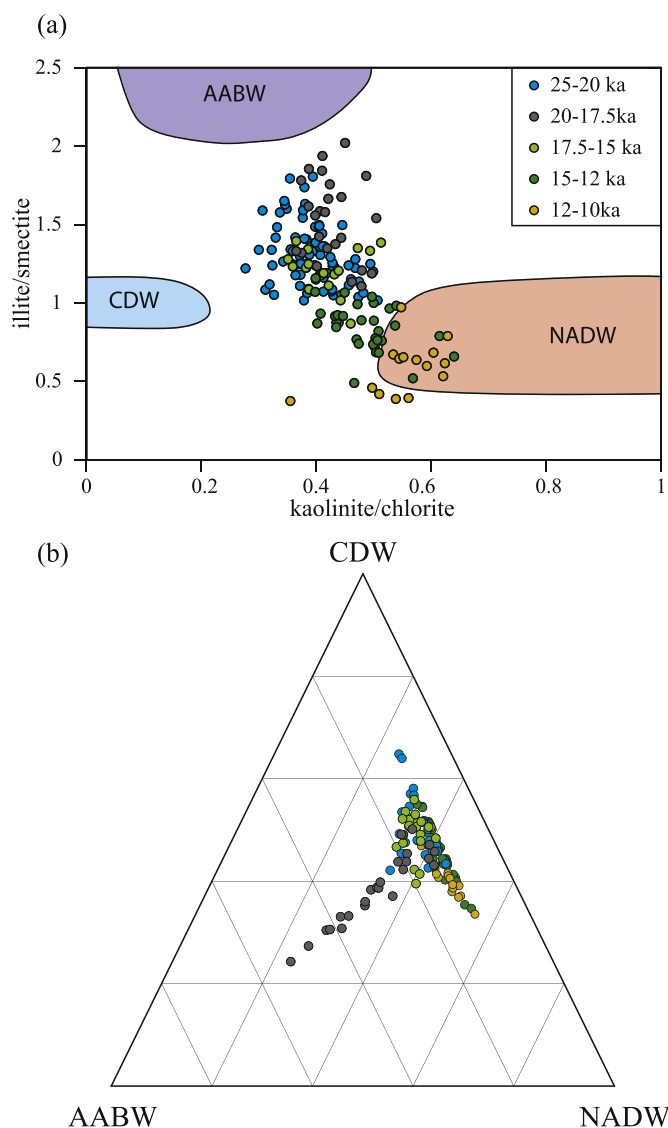 (a)
2.5
2
1.5
1
0.5
0
illite/smectite
AABW
CDW
NADW
25-20 ka
20-17.5ka
17.5-15 ka
15-12 ka
12-10ka
0 0.2 0.4 0.6 0.8 1
kaolinite/chlorite
(b)
CDW
AABW NADW